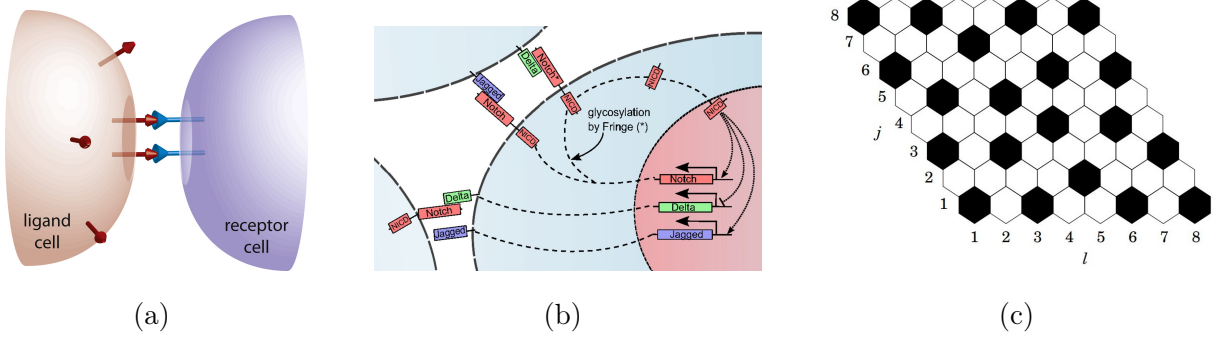 ligand
cell
receptor
cell
(a)
Delta
Notch*
Jagged
Notch
NICD
NICD
NICD
NICD
glycosylation
by Fringe (*)
Notch
Delta
Notch
NICD
Delta
Jagged
Jagged
(b)
8
7
6
5
4
j
3
2
1
1 2 3 4 5 6 7 8
l
(c)